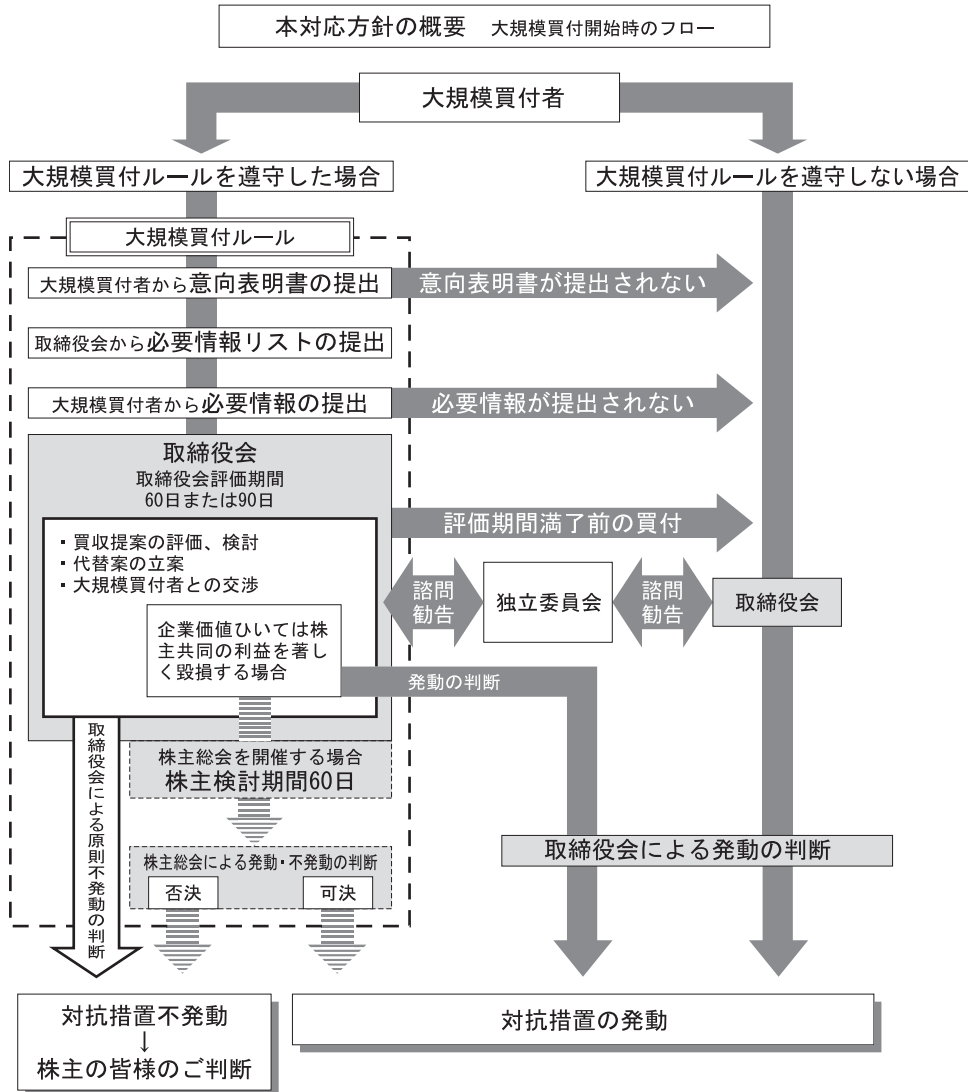 本対応方針の概要 大規模買付開始時のフロー
大規模買付者
大規模買付ルールを遵守した場合
大規模買付ルールを遵守しない場合
大規模買付ルール
大規模買付者から意向表明書の提出
意向表明書が提出されない
取締役会から必要情報リストの提出
大規模買付者から必要情報の提出
必要情報が提出されない
取締役会
取締役会評価期間
60日または90日
評価期間満了前の買付
・買収提案の評価、検討
・代替案の立案
・大規模買付者との交渉
諮問
勧告
独立委員会
諮問
勧告
取締役会
企業価値ひいては株
主共同の利益を著し
く毀損する場合
発動の判断
取締役会による原則不発動の判断
株主総会を開催する場合
株主検討期間60日
取締役会による発動の判断
株主総会による発動・不発動の判断
否決
可決
対抗措置不発動
↓
株主の皆様のご判断
対抗措置の発動